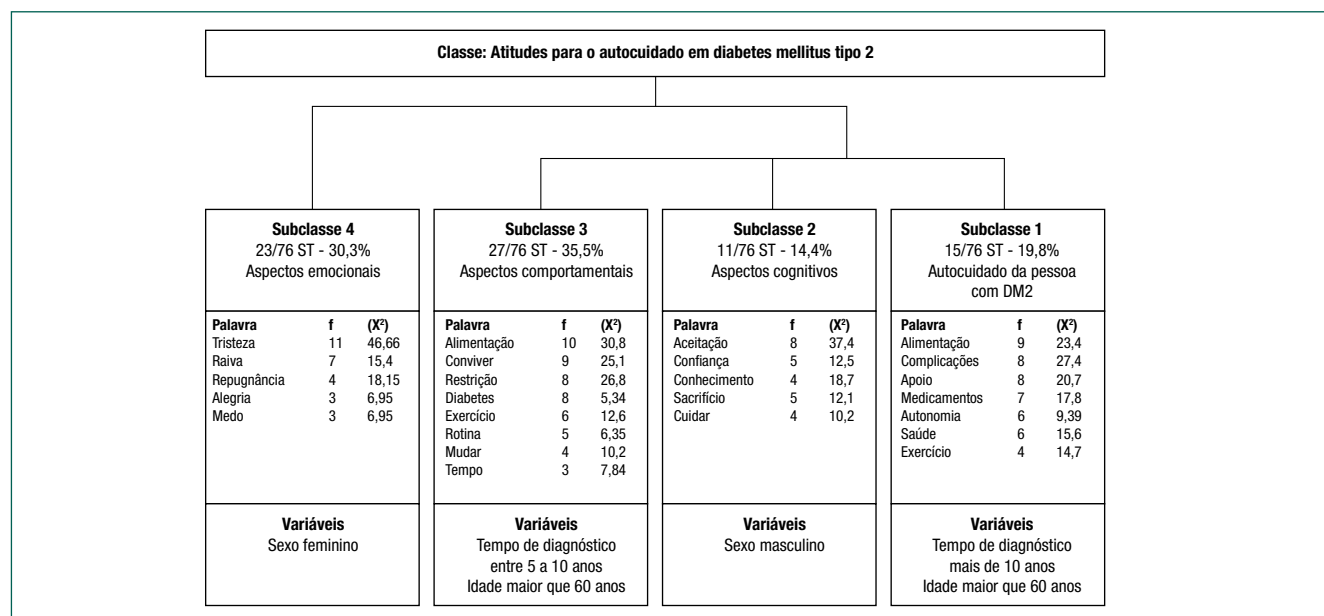 Classe: Atitudes para o autocuidado em diabetes mellitus tipo 2
Subclasse 4
23/76 ST - 30,3%
Aspectos emocionais
Palavra f (X²)
Tristeza 11 46,66
Raiva 7 15,4
Repugnância 4 18,15
Alegria 3 6,95
Medo 3 6,95
Variáveis
Sexo feminino
Subclasse 3
27/76 ST - 35,5%
Aspectos comportamentais
Palavra f (X²)
Alimentação 10 30,8
Conviver 9 25,1
Restrição 8 26,8
Diabetes 8 5,34
Exercício 6 12,6
Rotina 5 6,35
Mudar 4 10,2
Tempo 3 7,84
Variáveis
Tempo de diagnóstico
entre 5 a 10 anos
Idade maior que 60 anos
Subclasse 2
11/76 ST - 14,4%
Aspectos cognitivos
Palavra f (X²)
Aceitação 8 37,4
Confiança 5 12,5
Conhecimento 4 18,7
Sacrifício 5 12,1
Cuidar 4 10,2
Variáveis
Sexo masculino
Subclasse 1
15/76 ST - 19,8%
Autocuidado da pessoa
com DM2
Palavra f (X²)
Alimentação 9 23,4
Complicações 8 27,4
Apoio 8 20,7
Medicamentos 7 17,8
Autonomia 6 9,39
Saúde 6 15,6
Exercício 4 14,7
Variáveis
Tempo de diagnóstico
mais de 10 anos
Idade maior que 60 anos